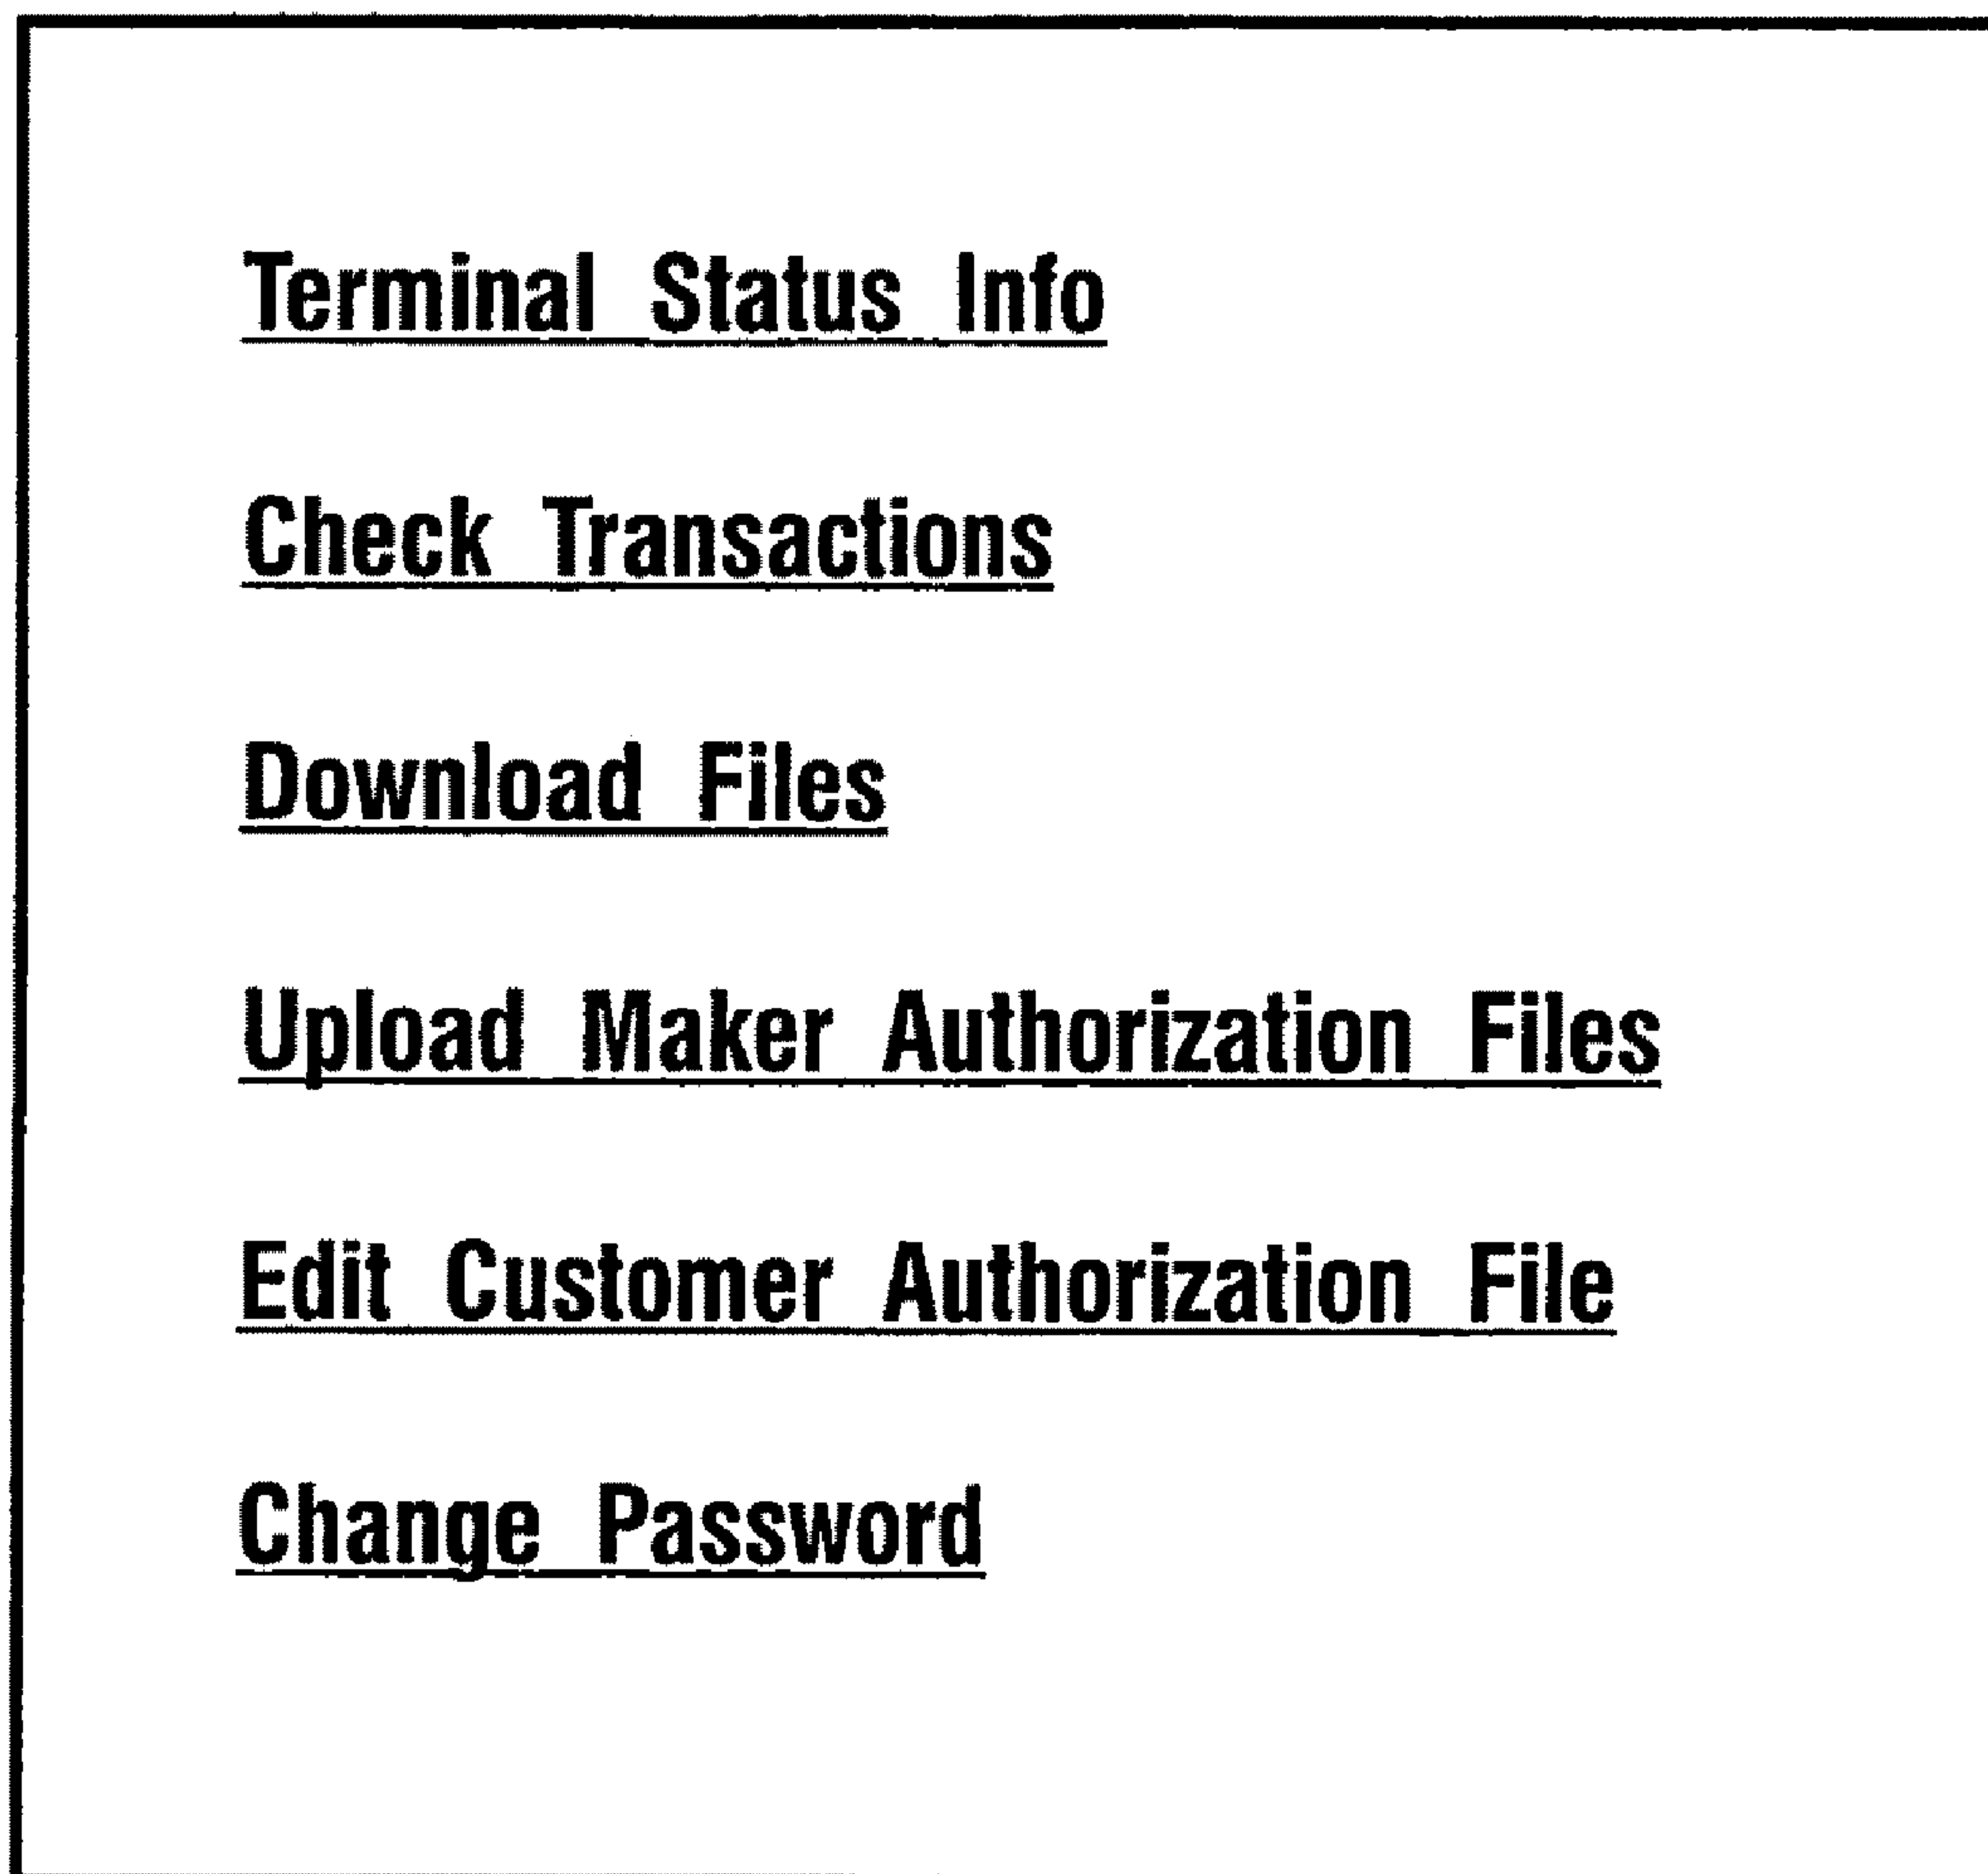 Terminal Status Info
Check Transactions
Download Files
Upload Maker Authorization Files
Edit Customer Authorization File
Change Password